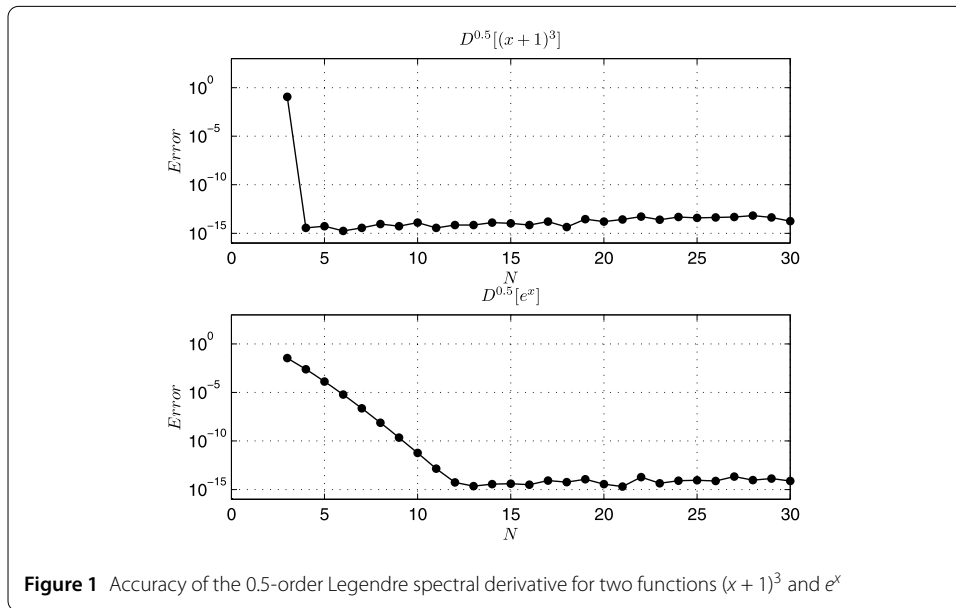 D^{0.5}[(x + 1)^3]
10^0
10^{-5}
10^{-10}
10^{-15}
Error
0 5 10 15 20 25 30
N
D^{0.5}[e^x]
10^0
10^{-5}
10^{-10}
10^{-15}
Error
0 5 10 15 20 25 30
N
Figure 1 Accuracy of the 0.5-order Legendre spectral derivative for two functions (x + 1)^3 and e^x